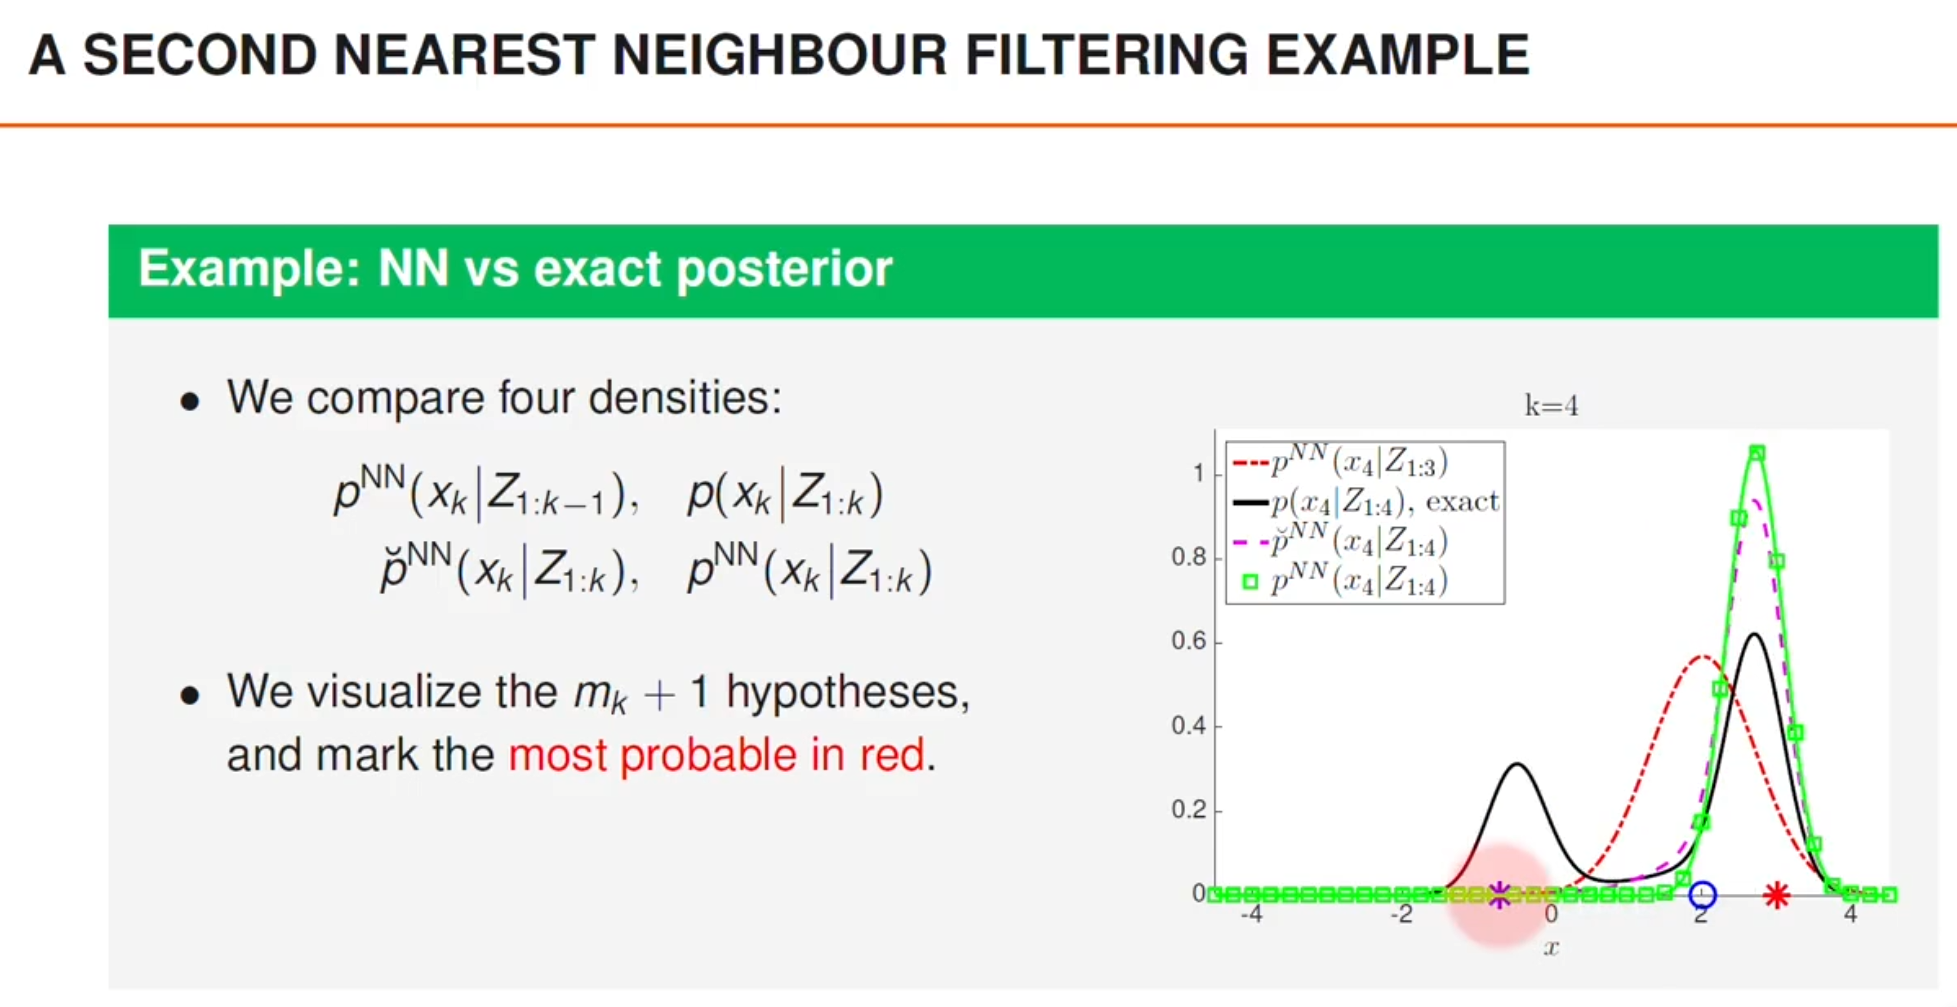 A SECOND NEAREST NEIGHBOUR FILTERING EXAMPLE
Example: NN vs exact posterior
• We compare four densities:
p^NN(x_k|Z_{1:k−1}), p(x_k|Z_{1:k})
p̆^NN(x_k|Z_{1:k}), p^NN(x_k|Z_{1:k})
• We visualize the m_k + 1 hypotheses,
and mark the most probable in red.
k=4
p^NN(x_4|Z_{1:3})
p(x_4|Z_{1:4}), exact
p̆^NN(x_4|Z_{1:4})
p^NN(x_4|Z_{1:4})
1
0.8
0.6
0.4
0.2
0
-4 -2 0 2 4
x